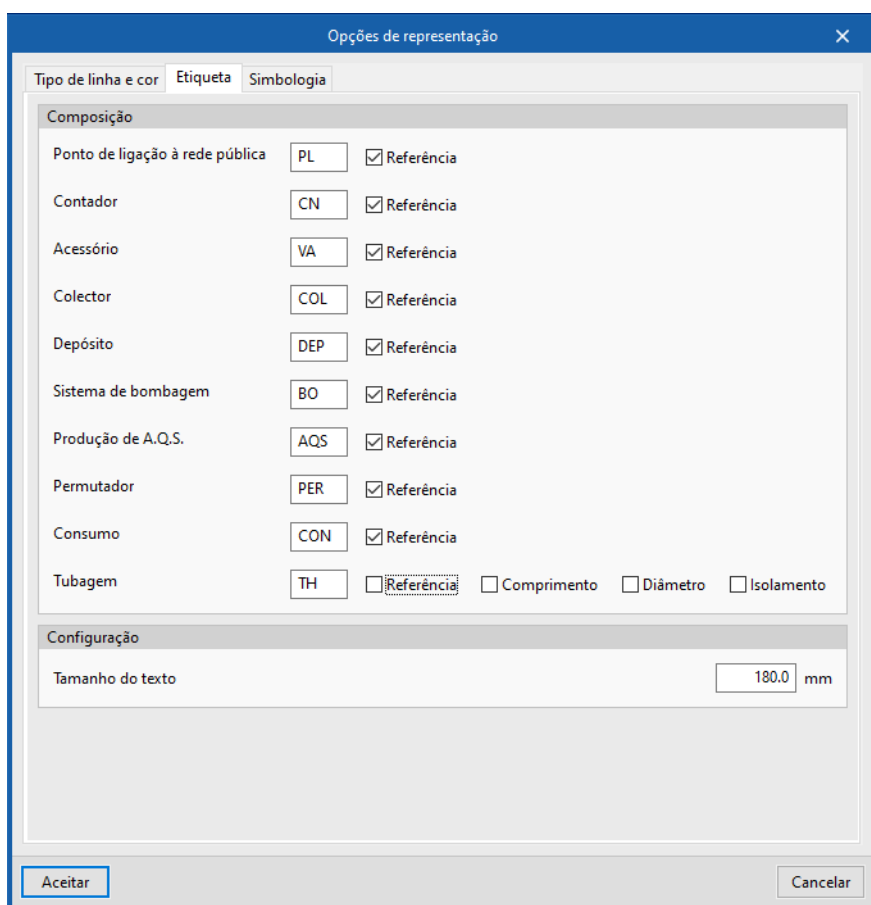 Opções de representação
Tipo de linha e cor Etiqueta Simbologia
Composição
Ponto de ligação à rede pública PL Referência
Contador CN Referência
Acessório VA Referência
Colector COL Referência
Depósito DEP Referência
Sistema de bombagem BO Referência
Produção de A.Q.S. AQS Referência
Permutador PER Referência
Consumo CON Referência
Tubagem TH Referência Comprimento Diâmetro Isolamento
Configuração
Tamanho do texto 180.0 mm
Aceitar Cancelar